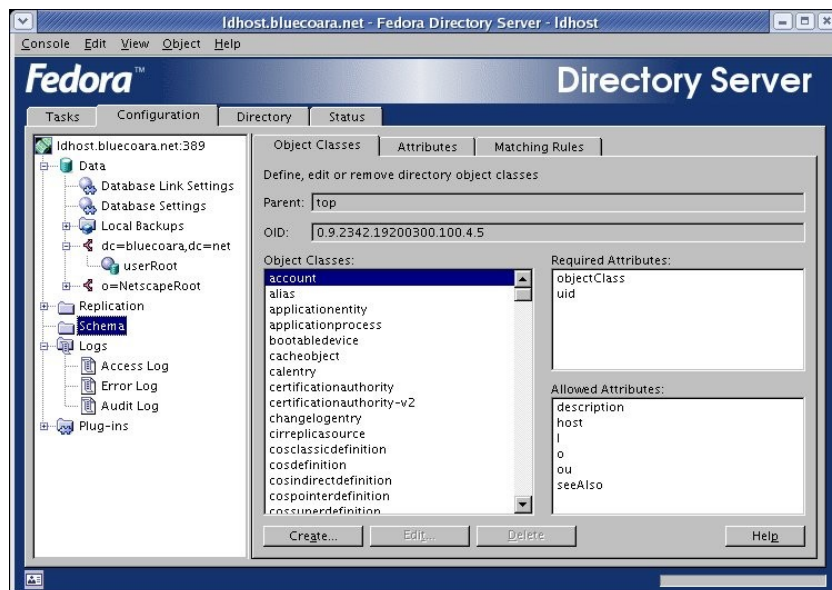 ldhost.bluecoara.net - Fedora Directory Server - ldhost
Console Edit View Object Help
Fedora™ Directory Server
Tasks Configuration Directory Status
ldhost.bluecoara.net:389
Data
Database Link Settings
Database Settings
Local Backups
dc=bluecoara,dc=net
userRoot
o=NetscapeRoot
Replication
Schema
Logs
Access Log
Error Log
Audit Log
Plug-ins
Object Classes Attributes Matching Rules
Define, edit or remove directory object classes
Parent: top
OID: 0.9.2342.19200300.100.4.5
Object Classes:
account
alias
applicationentity
applicationprocess
bootabledevice
cacheobject
calentry
certificationauthority
certificationauthority-v2
changelogentry
cirreplicasource
cosclassicdefinition
cosdefinition
cosindirectdefinition
cospointerdefinition
cossuperdefinition
Required Attributes:
objectClass
uid
Allowed Attributes:
description
host
l
o
ou
seeAlso
Create... Edit... Delete Help